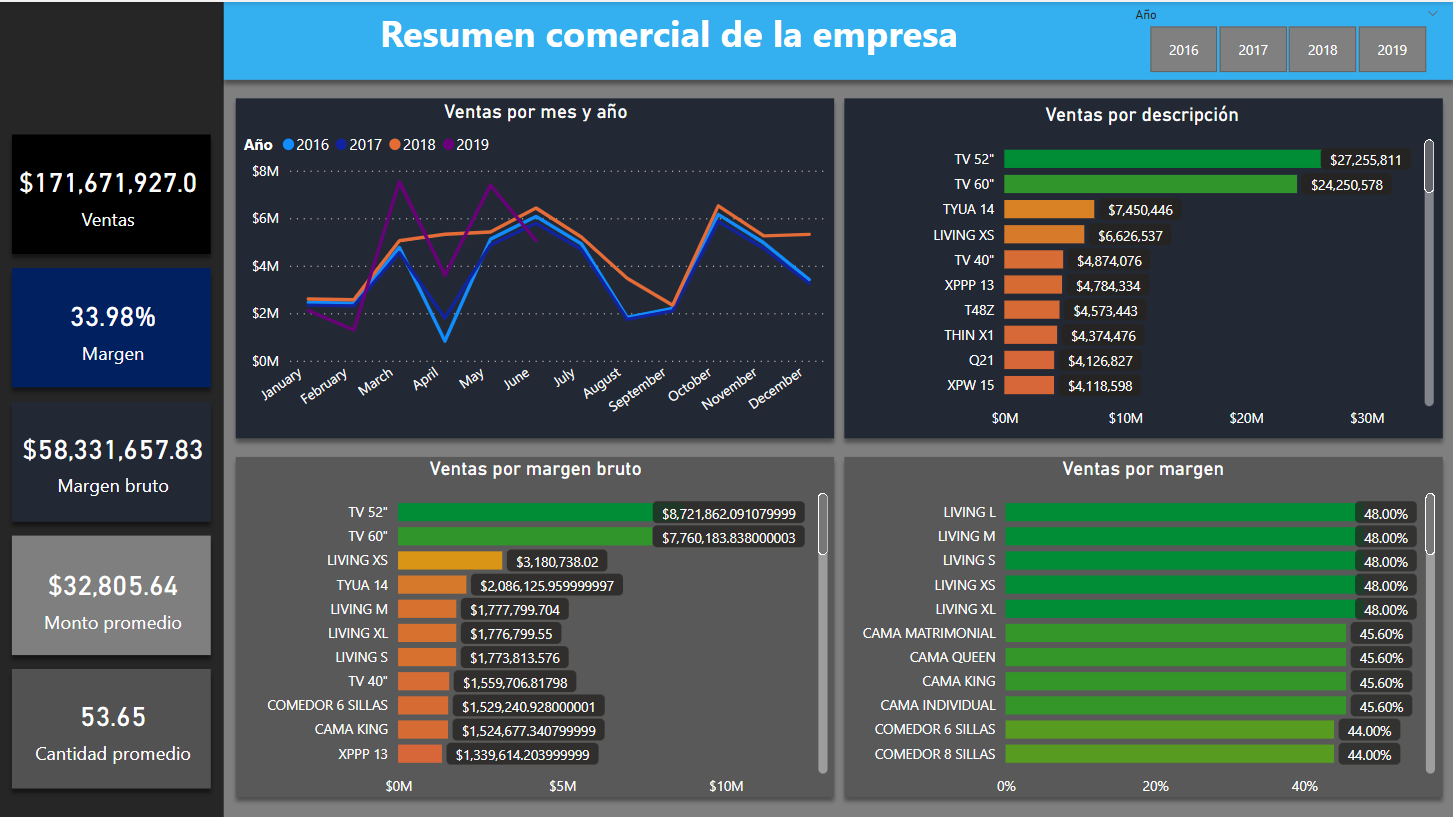 Resumen comercial de la empresa
Año
2016 2017 2018 2019
$171,671,927.0
Ventas
33.98%
Margen
$58,331,657.83
Margen bruto
$32,805.64
Monto promedio
53.65
Cantidad promedio
Ventas por mes y año
Año 2016 2017 2018 2019
$8M
$6M
$4M
$2M
$0M
January February March April May June July August September October November December
Ventas por descripción
TV 52" $27,255,811
TV 60" $24,250,578
TYUA 14 $7,450,446
LIVING XS $6,626,537
TV 40" $4,874,076
XPPP 13 $4,784,334
T48Z $4,573,443
THIN X1 $4,374,476
Q21 $4,126,827
XPW 15 $4,118,598
$0M $10M $20M $30M
Ventas por margen bruto
TV 52" $8,721,862.091079999
TV 60" $7,760,183.838000003
LIVING XS $3,180,738.02
TYUA 14 $2,086,125.959999997
LIVING M $1,777,799.704
LIVING XL $1,776,799.55
LIVING S $1,773,813.576
TV 40" $1,559,706.81798
COMEDOR 6 SILLAS $1,529,240.928000001
CAMA KING $1,524,677.340799999
XPPP 13 $1,339,614.203999999
$0M $5M $10M
Ventas por margen
LIVING L 48.00%
LIVING M 48.00%
LIVING S 48.00%
LIVING XS 48.00%
LIVING XL 48.00%
CAMA MATRIMONIAL 45.60%
CAMA QUEEN 45.60%
CAMA KING 45.60%
CAMA INDIVIDUAL 45.60%
COMEDOR 6 SILLAS 44.00%
COMEDOR 8 SILLAS 44.00%
0% 20% 40%